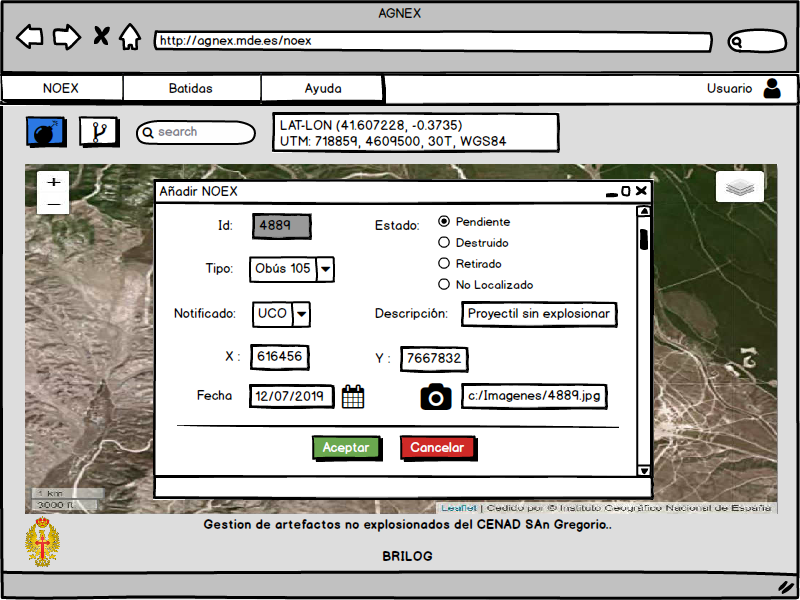 AGNEX
http://agnex.mde.es/noex
NOEX Batidas Ayuda Usuario
search
LAT-LON (41.607228, -0.3735)
UTM: 718859, 4609500, 30T, WGS84
+
−
Añadir NOEX
Id: 4889 Estado: Pendiente
Destruido
Tipo: Obús 105 Retirado
No Localizado
Notificado: UCO Descripción: Proyectil sin explosionar
X : 616456 Y : 7667832
Fecha 12/07/2019 c:/Imagenes/4889.jpg
Aceptar Cancelar
1 km
3000 ft
Leaflet | Cedido por © Instituto Geográfico Nacional de España
Gestion de artefactos no explosionados del CENAD SAn Gregorio..
BRILOG